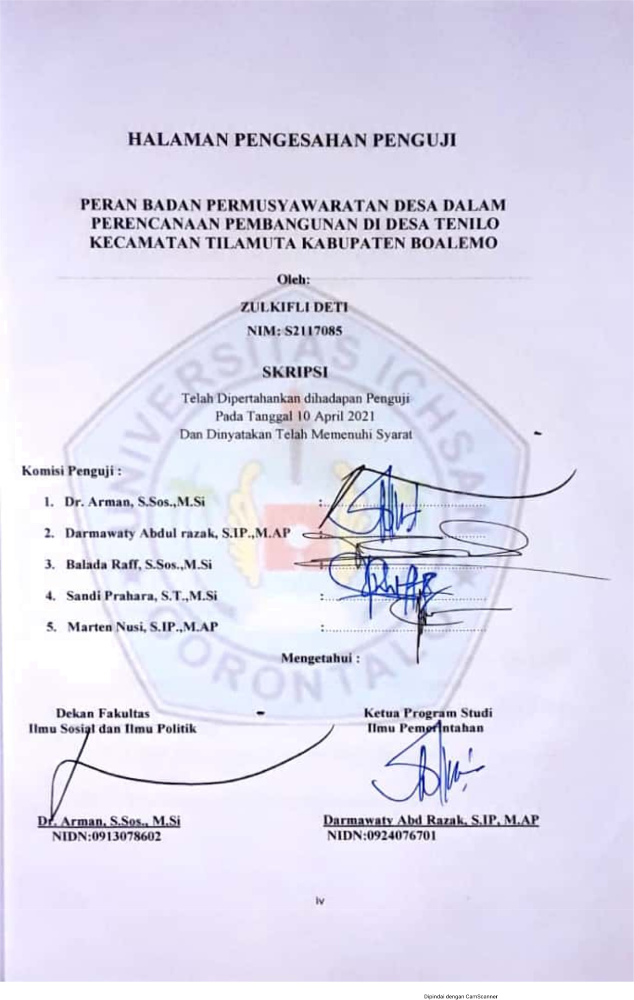 HALAMAN PENGESAHAN PENGUJI
PERAN BADAN PERMUSYAWARATAN DESA DALAM
PERENCANAAN PEMBANGUNAN DI DESA TENILO
KECAMATAN TILAMUTA KABUPATEN BOALEMO
Oleh:
ZULKIFLI DETI
NIM: S2117085
UNIVERSITAS ICHSAN
GORONTALO
SKRIPSI
Telah Dipertahankan dihadapan Penguji
Pada Tanggal 10 April 2021
Dan Dinyatakan Telah Memenuhi Syarat
Komisi Penguji :
1. Dr. Arman, S.Sos.,M.Si :
2. Darmawaty Abdul razak, S.IP.,M.AP :
3. Balada Raff, S.Sos.,M.Si :
4. Sandi Prahara, S.T.,M.Si :
5. Marten Nusi, S.IP.,M.AP :
Mengetahui :
Dekan Fakultas
Ilmu Sosial dan Ilmu Politik
Dr. Arman, S.Sos., M.Si
NIDN:0913078602
Ketua Program Studi
Ilmu Pemerintahan
Darmawaty Abd Razak, S.IP, M.AP
NIDN:0924076701
iv
Dipindai dengan CamScanner